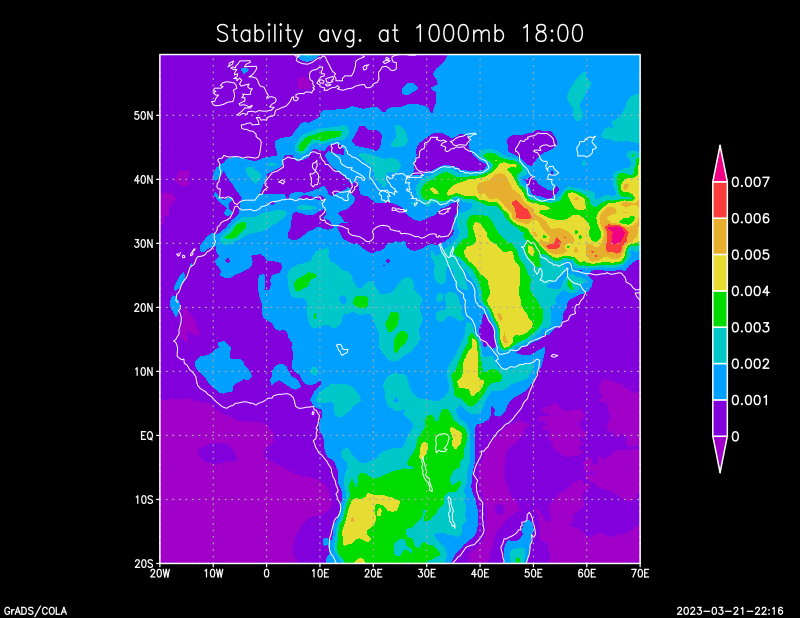 Stability avg. at 1000mb 18:00
50N
40N
30N
20N
10N
EQ
10S
20S
20W 10W 0 10E 20E 30E 40E 50E 60E 70E
0.007
0.006
0.005
0.004
0.003
0.002
0.001
0
GrADS/COLA
2023-03-21-22:16